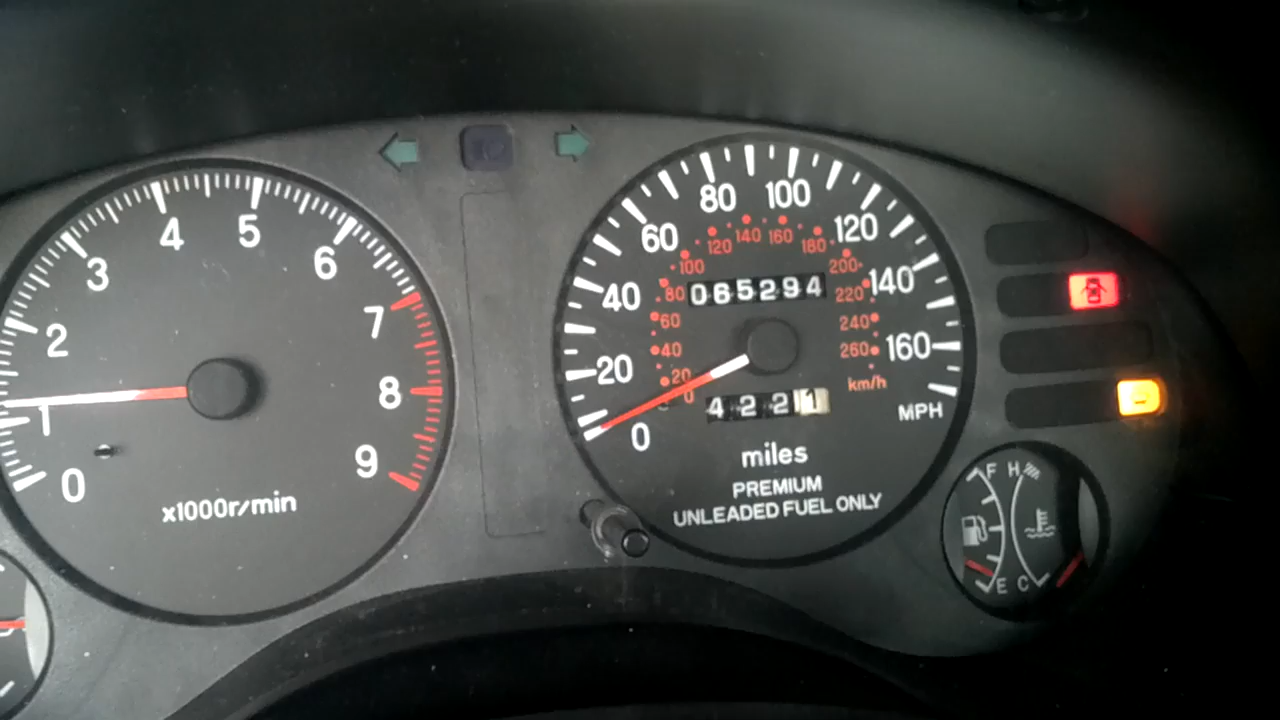 0 1 2 3 4 5 6 7 8 9
x1000r/min
0 20 40 60 80 100 120 140 160
MPH
0 20 40 60 80 100 120 140 160 180 200 220 240 260
km/h
065294
4221
miles
PREMIUM
UNLEADED FUEL ONLY
F H
E C